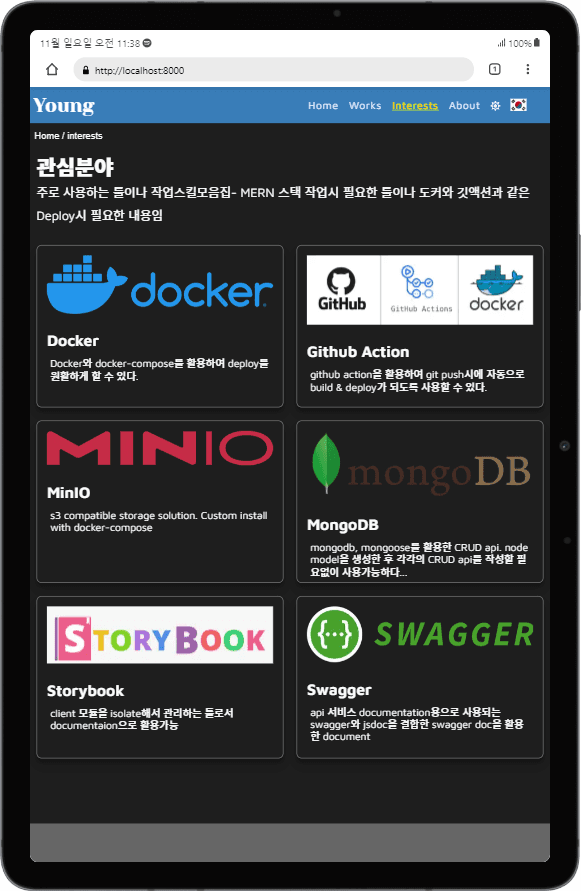 11월 일요일 오전 11:38
100%
http://localhost:8000
1
Young
Home Works Interests About
Home / interests
관심분야
주로 사용하는 툴이나 작업스킬모음집- MERN 스택 작업시 필요한 툴이나 도커와 깃액션과 같은
Deploy시 필요한 내용임
docker
Docker
Docker와 docker-compose를 활용하여 deploy를
원활하게 할 수 있다.
GitHub
GitHub Actions
docker
Github Action
github action을 활용하여 git push시에 자동으로
build & deploy가 되도록 사용할 수 있다.
MINIO
MinIO
s3 compatible storage solution. Custom install
with docker-compose
mongoDB
MongoDB
mongodb, mongoose를 활용한 CRUD api. node
model을 생성한 후 각각의 CRUD api를 작성할 필
요없이 사용가능하다...
STORYBOOK
Storybook
client 모듈을 isolate해서 관리하는 툴로서
documentaion으로 활용가능
{···}
SWAGGER
Swagger
api 서비스 documentation용으로 사용되는
swagger와 jsdoc을 결합한 swagger doc을 활용
한 document